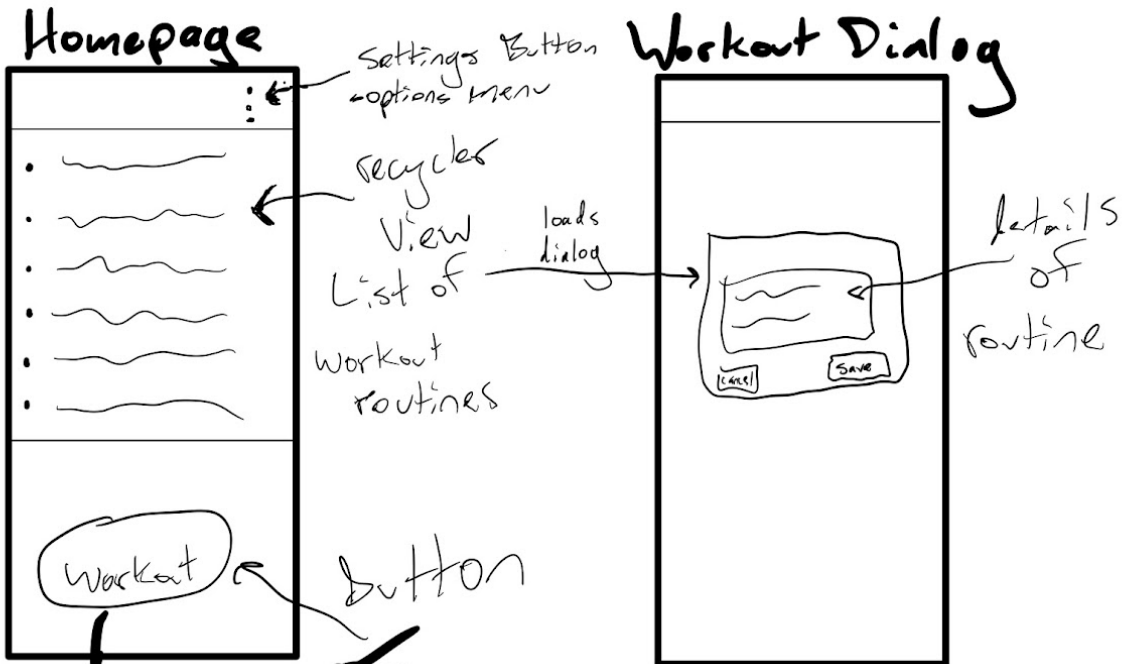 Homepage
Settings Button
-options menu
recycler
View
List of
workout
routines
Workout
button
Workout Dialog
loads
dialog
details
of
routine
Cancel
Save